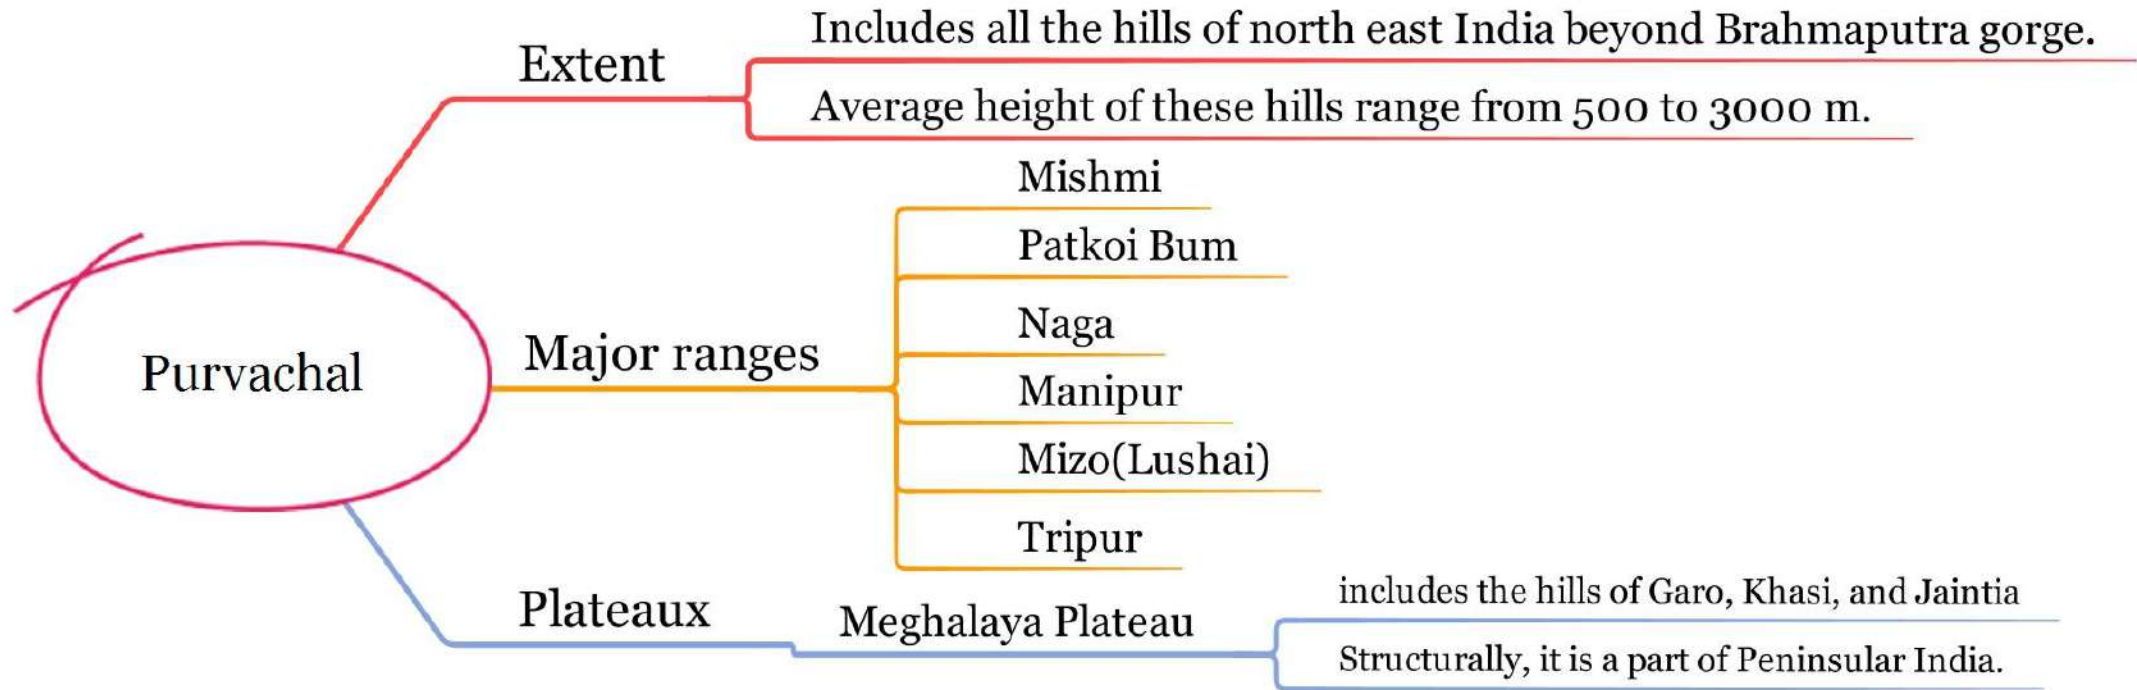 Purvachal
Extent
Includes all the hills of north east India beyond Brahmaputra gorge.
Average height of these hills range from 500 to 3000 m.
Major ranges
Mishmi
Patkoi Bum
Naga
Manipur
Mizo(Lushai)
Tripur
Plateaux
Meghalaya Plateau
includes the hills of Garo, Khasi, and Jaintia
Structurally, it is a part of Peninsular India.